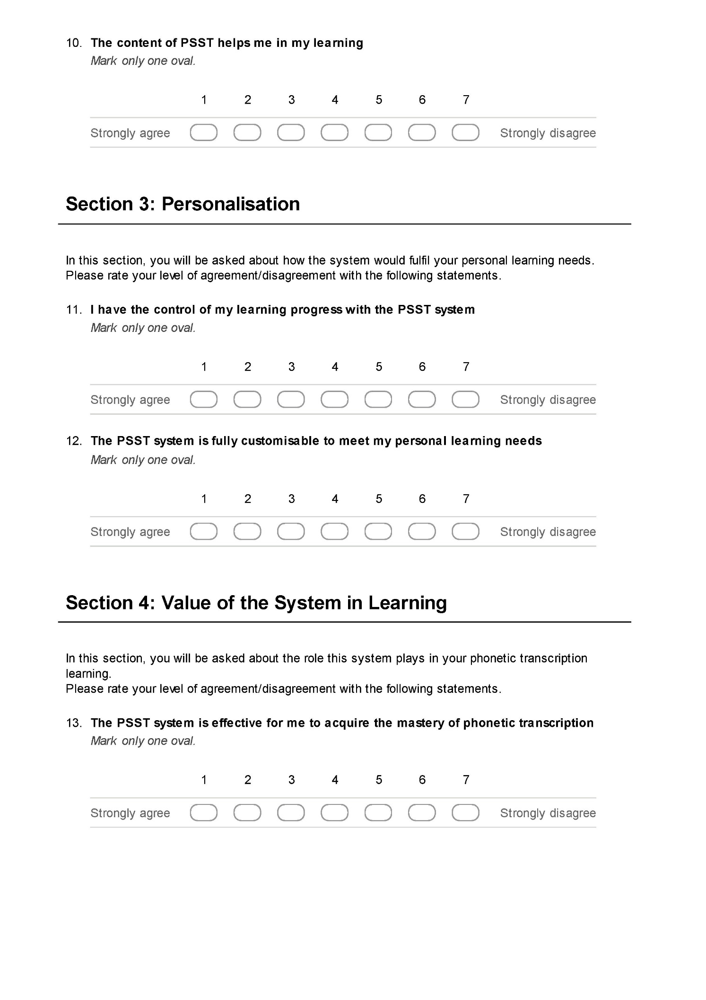 10. The content of PSST helps me in my learning
Mark only one oval.
1 2 3 4 5 6 7
Strongly agree Strongly disagree
Section 3: Personalisation
In this section, you will be asked about how the system would fulfil your personal learning needs.
Please rate your level of agreement/disagreement with the following statements.
11. I have the control of my learning progress with the PSST system
Mark only one oval.
1 2 3 4 5 6 7
Strongly agree Strongly disagree
12. The PSST system is fully customisable to meet my personal learning needs
Mark only one oval.
1 2 3 4 5 6 7
Strongly agree Strongly disagree
Section 4: Value of the System in Learning
In this section, you will be asked about the role this system plays in your phonetic transcription
learning.
Please rate your level of agreement/disagreement with the following statements.
13. The PSST system is effective for me to acquire the mastery of phonetic transcription
Mark only one oval.
1 2 3 4 5 6 7
Strongly agree Strongly disagree